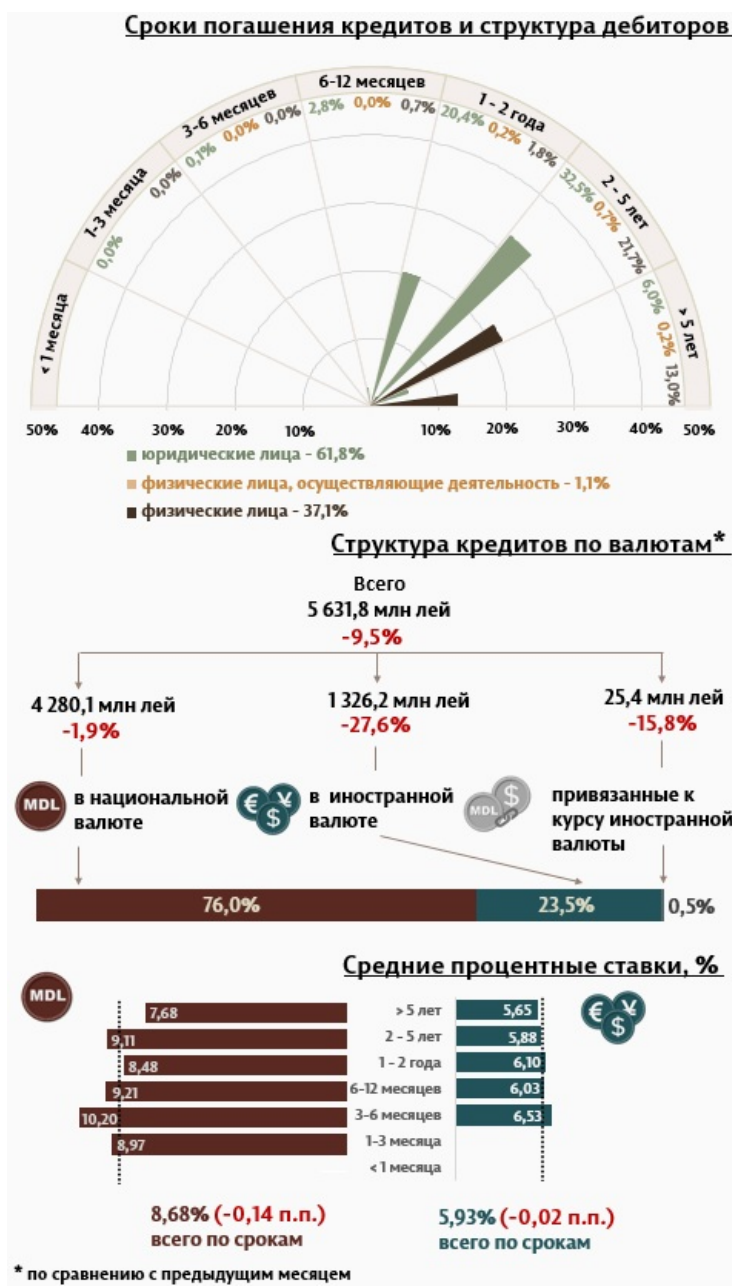 Сроки погашения кредитов и структура дебиторов
< 1 месяца
1-3 месяца
0,0%
3-6 месяцев
0,0%
0,1%
0,0%
0,0%
6-12 месяцев
2,8%
0,0%
0,7%
1 - 2 года
20,4%
0,2%
1,8%
2 - 5 лет
32,5%
0,7%
21,7%
> 5 лет
6,0%
0,2%
13,0%
50% 40% 30% 20% 10% 10% 20% 30% 40% 50%
юридические лица - 61,8%
физические лица, осуществляющие деятельность - 1,1%
физические лица - 37,1%
Структура кредитов по валютам*
Всего
5 631,8 млн лей
-9,5%
4 280,1 млн лей
-1,9%
1 326,2 млн лей
-27,6%
25,4 млн лей
-15,8%
MDL
в национальной
валюте
€ ¥ $
в иностранной
валюте
MDL $
привязанные к
курсу иностранной
валюты
76,0% 23,5% 0,5%
Средние процентные ставки, %
MDL
€ ¥ $
7,68 > 5 лет 5,65
9,11 2 - 5 лет 5,88
8,48 1 - 2 года 6,10
9,21 6-12 месяцев 6,03
10,20 3-6 месяцев 6,53
8,97 1-3 месяца
< 1 месяца
8,68% (-0,14 п.п.)
всего по срокам
5,93% (-0,02 п.п.)
всего по срокам
* по сравнению с предыдущим месяцем